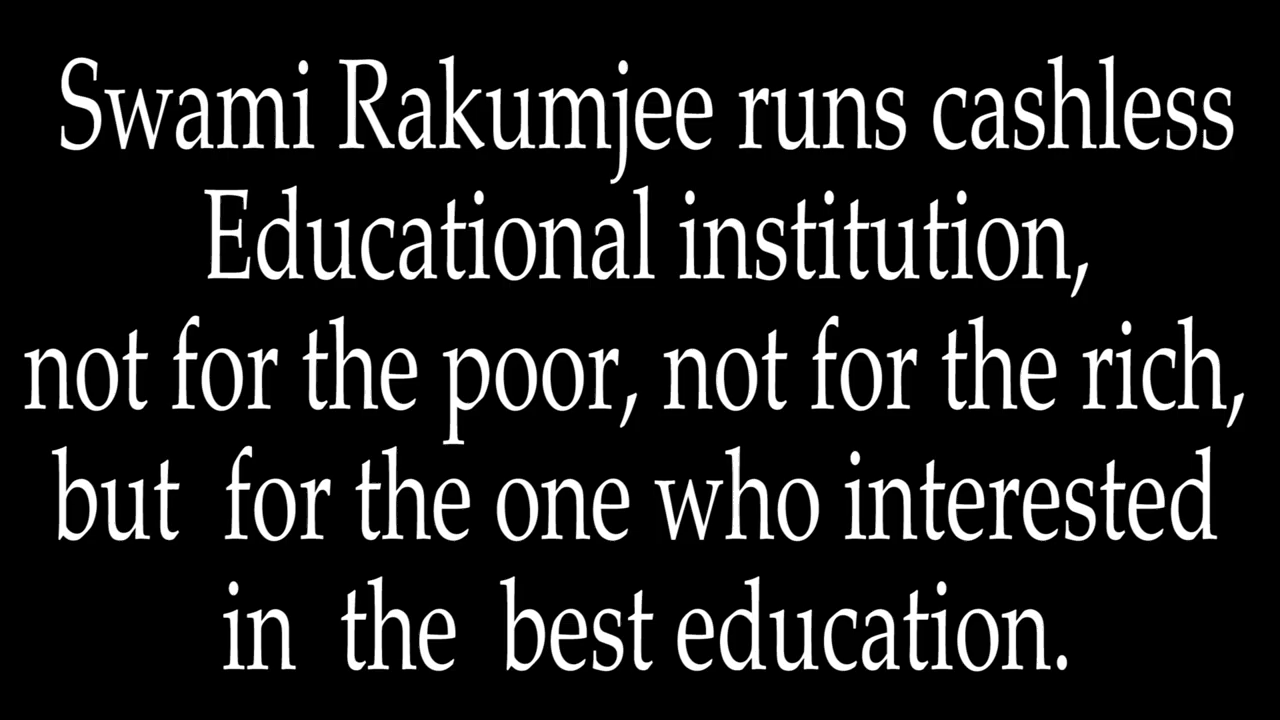 Swami Rakumjee runs cashless
Educational institution,
not for the poor, not for the rich,
but for the one who interested
in the best education.